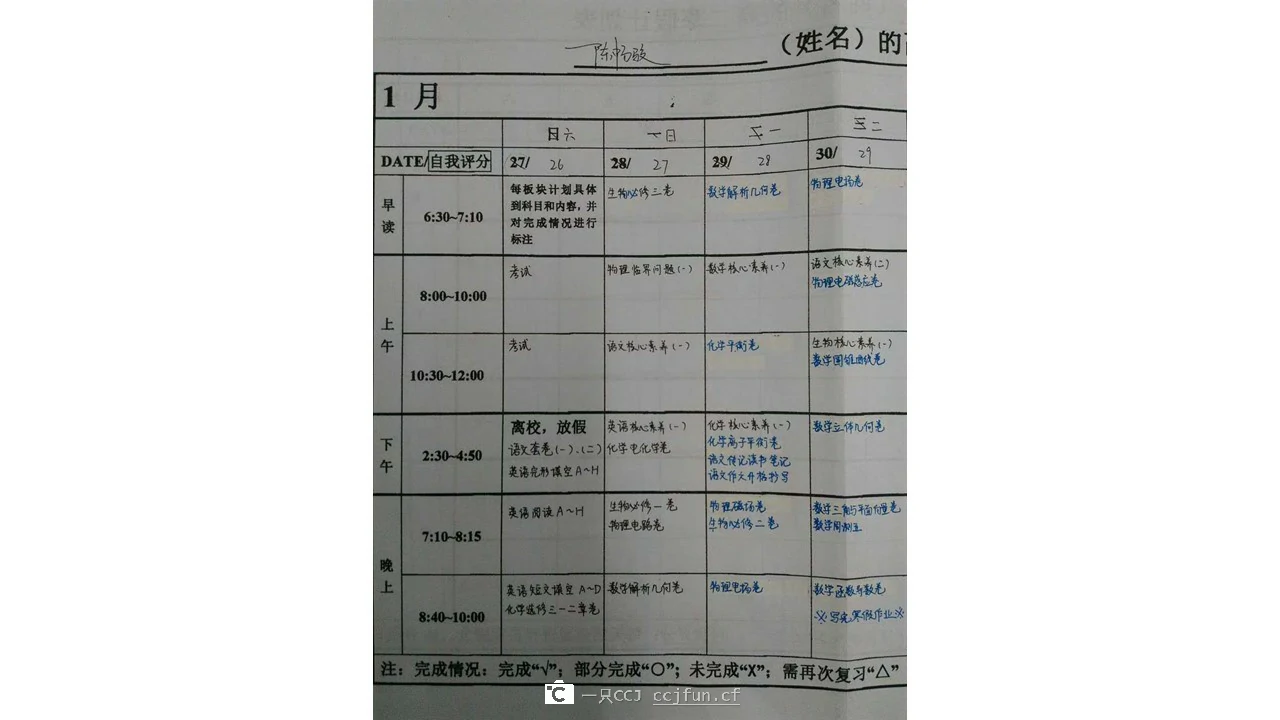 陈畅骏
（姓名）的
1 月
日 六
一 日
二 一
三 二
DATE/自我评分
27/ 26
28/ 27
29/ 28
30/ 29
早读
6:30~7:10
每板块计划具体
到科目和内容，并
对完成情况进行
标注
生物必修三卷
数学解析几何卷
物理电场卷
上午
8:00~10:00
考试
物理临界问题(一)
数学核心素养(一)
语文核心素养(二)
物理电磁感应卷
10:30~12:00
考试
语文核心素养(一)
化学平衡卷
生物核心素养(一)
数学圆锥曲线卷
下午
2:30~4:50
离校，放假
语文套卷(一).(二)
英语完形填空A~H
英语核心素养(一)
化学电化学卷
化学核心素养(一)
化学离子平衡卷
语文传记读书笔记
语文作文升格抄写
数学立体几何卷
晚上
7:10~8:15
英语阅读A~H
生物必修一卷
物理电路卷
物理磁场卷
生物必修二卷
数学三角与平面向量卷
数学周测五
8:40~10:00
英语短文填空 A~D
化学选修三一二章卷
数学解析几何卷
物理电场卷
数学函数导数卷
※写完寒假作业※
注：完成情况：完成“√”；部分完成“○”；未完成“X”；需再次复习“△”
一只CCJ ccjfun.cf